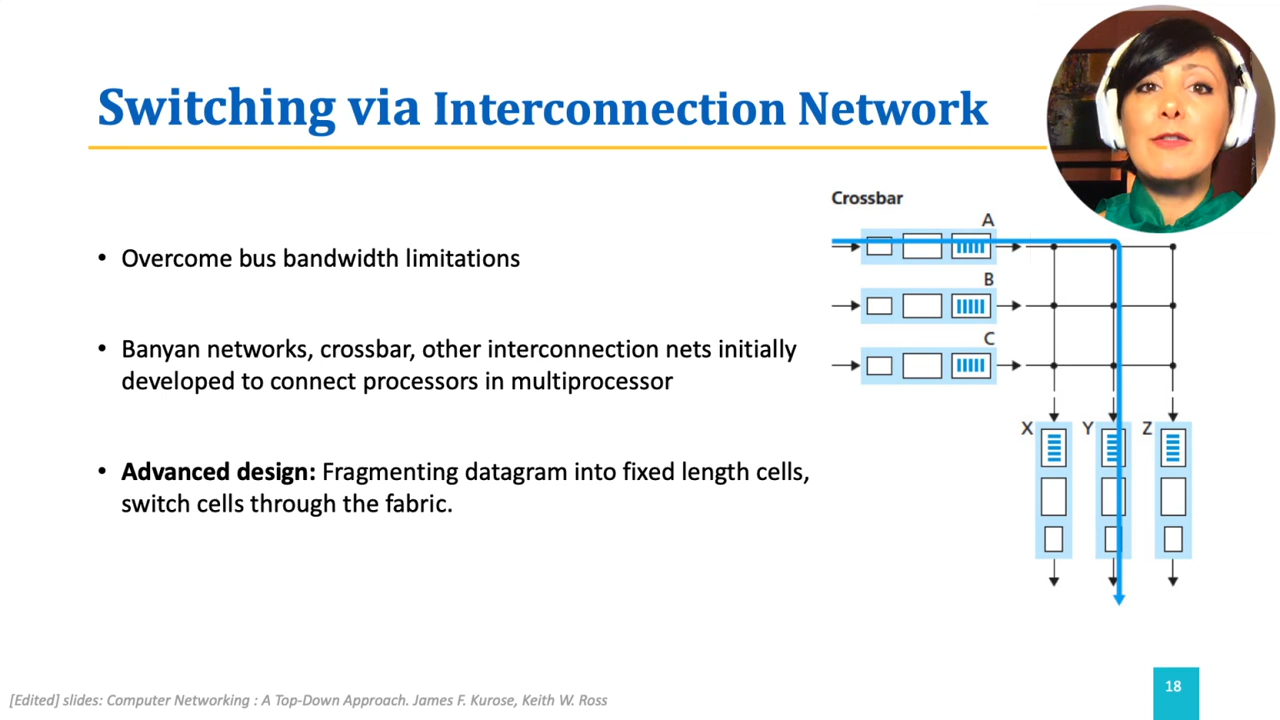 Switching via Interconnection Network
Crossbar
A
• Overcome bus bandwidth limitations
B
• Banyan networks, crossbar, other interconnection nets initially
developed to connect processors in multiprocessor
C
X Y Z
• Advanced design: Fragmenting datagram into fixed length cells,
switch cells through the fabric.
18
[Edited] slides: Computer Networking : A Top-Down Approach. James F. Kurose, Keith W. Ross